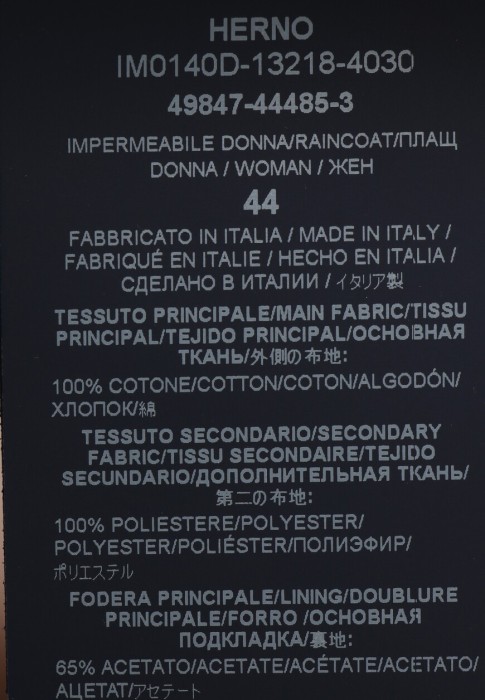 HERNO
IM0140D-13218-4030
49847-44485-3
IMPERMEABILE DONNA/RAINCOAT/ПЛАЩ
DONNA / WOMAN / ЖЕН
44
FABBRICATO IN ITALIA / MADE IN ITALY /
FABRIQUÉ EN ITALIE / HECHO EN ITALIA /
СДЕЛАНО В ИТАЛИИ / イタリア製
TESSUTO PRINCIPALE/MAIN FABRIC/TISSU
PRINCIPAL/TEJIDO PRINCIPAL/ОСНОВНАЯ
ТКАНЬ/外側の布地:
100% COTONE/COTTON/COTON/ALGODÓN/
ХЛОПОК/綿
TESSUTO SECONDARIO/SECONDARY
FABRIC/TISSU SECONDAIRE/TEJIDO
SECUNDARIO/ДОПОЛНИТЕЛЬНАЯ ТКАНЬ/
第二の布地:
100% POLIESTERE/POLYESTER/
POLYESTER/POLIÉSTER/ПОЛИЭФИР/
ポリエステル
FODERA PRINCIPALE/LINING/DOUBLURE
PRINCIPALE/FORRO /ОСНОВНАЯ
ПОДКЛАДКА/裏地:
65% ACETATO/ACETATE/ACÉTATE/ACETATO/
АЦЕТАТ/アセテート